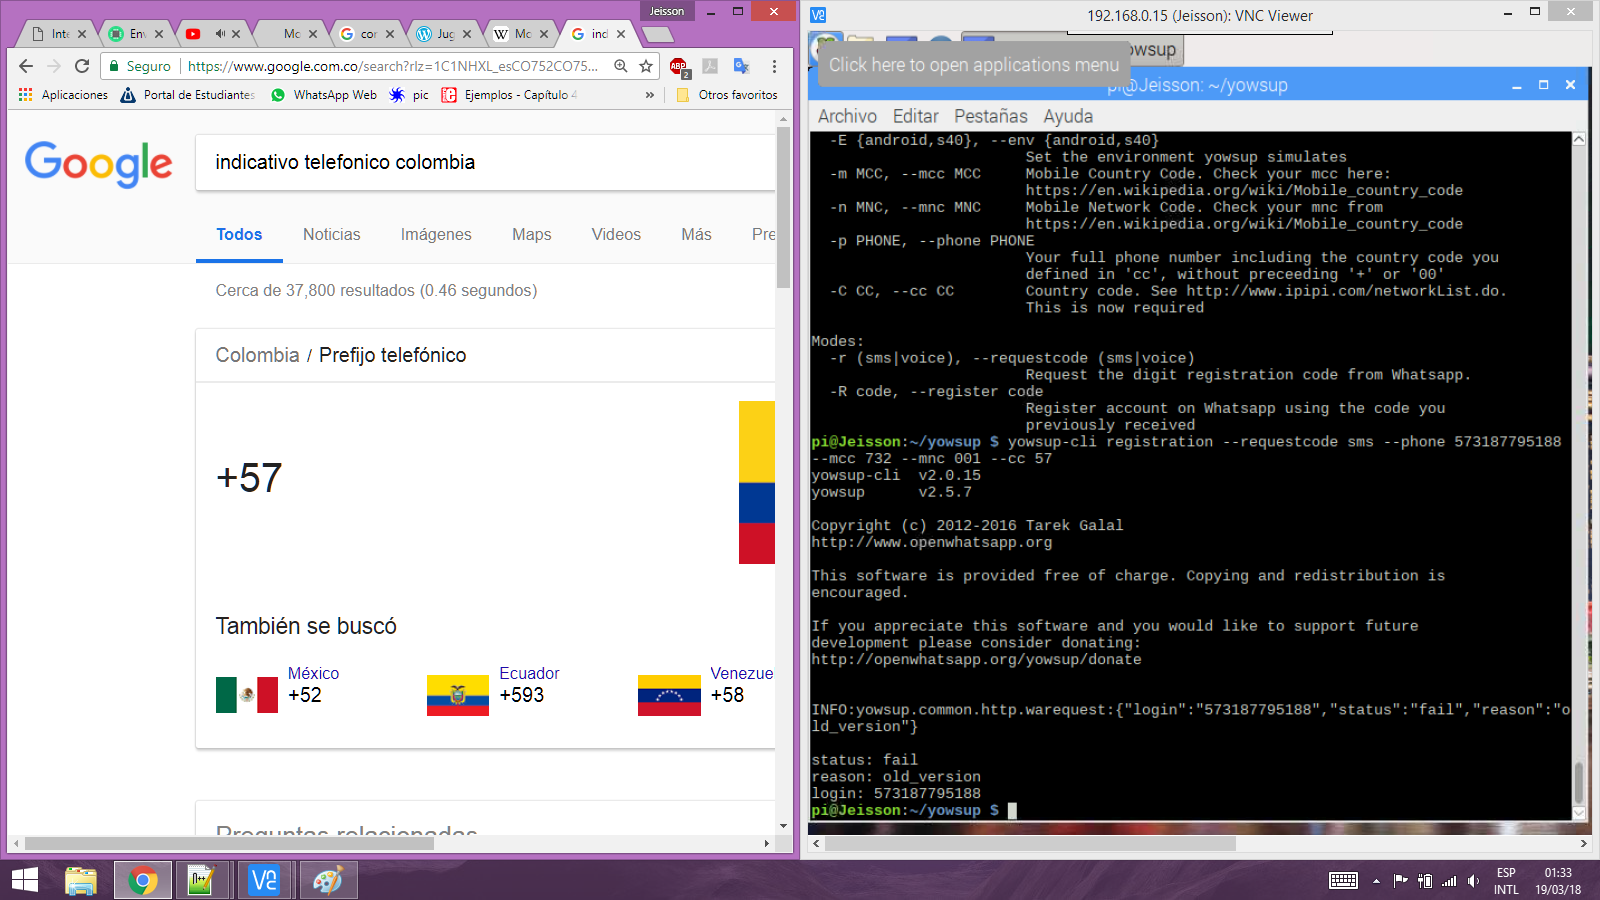 Jeisson
Inte
Env
Mc
cor
Jug
Mc
ind
Seguro
https://www.google.com.co/search?rlz=1C1NHXL_esCO752CO75...
ABP
2
Aplicaciones
Portal de Estudiantes
WhatsApp Web
pic
Ejemplos - Capítulo 4
»
Otros favoritos
Google
indicativo telefonico colombia
Todos
Noticias
Imágenes
Maps
Videos
Más
Pre
Cerca de 37,800 resultados (0.46 segundos)
Colombia / Prefijo telefónico
+57
También se buscó
México
+52
Ecuador
+593
Venezue
+58
Preguntas relacionadas
192.168.0.15 (Jeisson): VNC Viewer
owsup
Click here to open applications menu
pi@Jeisson: ~/yowsup
Archivo Editar Pestañas Ayuda
-E {android,s40}, --env {android,s40}
Set the environment yowsup simulates
-m MCC, --mcc MCC Mobile Country Code. Check your mcc here:
https://en.wikipedia.org/wiki/Mobile_country_code
-n MNC, --mnc MNC Mobile Network Code. Check your mnc from
https://en.wikipedia.org/wiki/Mobile_country_code
-p PHONE, --phone PHONE
Your full phone number including the country code you
defined in 'cc', without preceeding '+' or '00'
-C CC, --cc CC Country code. See http://www.ipipi.com/networkList.do.
This is now required
Modes:
-r (sms|voice), --requestcode (sms|voice)
Request the digit registration code from Whatsapp.
-R code, --register code
Register account on Whatsapp using the code you
previously received
pi@Jeisson:~/yowsup $ yowsup-cli registration --requestcode sms --phone 573187795188
--mcc 732 --mnc 001 --cc 57
yowsup-cli v2.0.15
yowsup v2.5.7
Copyright (c) 2012-2016 Tarek Galal
http://www.openwhatsapp.org
This software is provided free of charge. Copying and redistribution is
encouraged.
If you appreciate this software and you would like to support future
development please consider donating:
http://openwhatsapp.org/yowsup/donate
INFO:yowsup.common.http.warequest:{"login":"573187795188","status":"fail","reason":"o
ld_version"}
status: fail
reason: old_version
login: 573187795188
pi@Jeisson:~/yowsup $
ESP
INTL
01:33
19/03/18